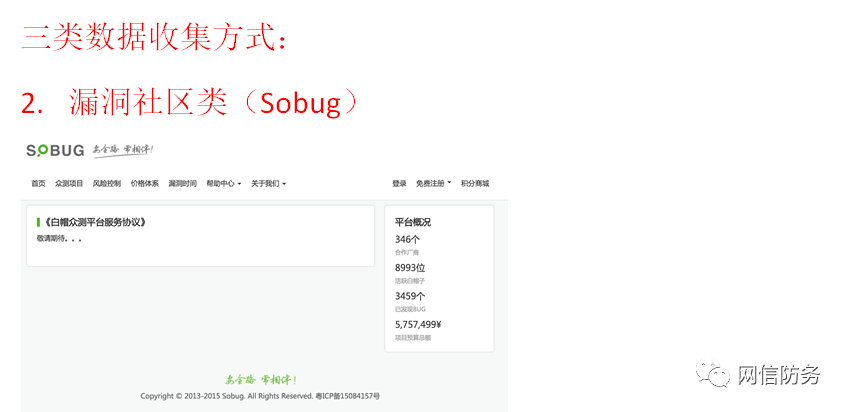 三类数据收集方式：
2. 漏洞社区类（Sobug）
SOBUG 安全路 常相伴!
首页 众测项目 风险控制 价格体系 漏洞时间 帮助中心 关于我们 登录 免费注册 积分商城
《白帽众测平台服务协议》
敬清期待。。。
平台概况
346个
合作厂商
8993位
活跃白帽子
3459个
已发掘BUG
5,757,499¥
项目预算总额
安全路 常相伴!
Copyright © 2013-2015 Sobug. All Rights Reserved. 粤ICP备15084157号
网信防务